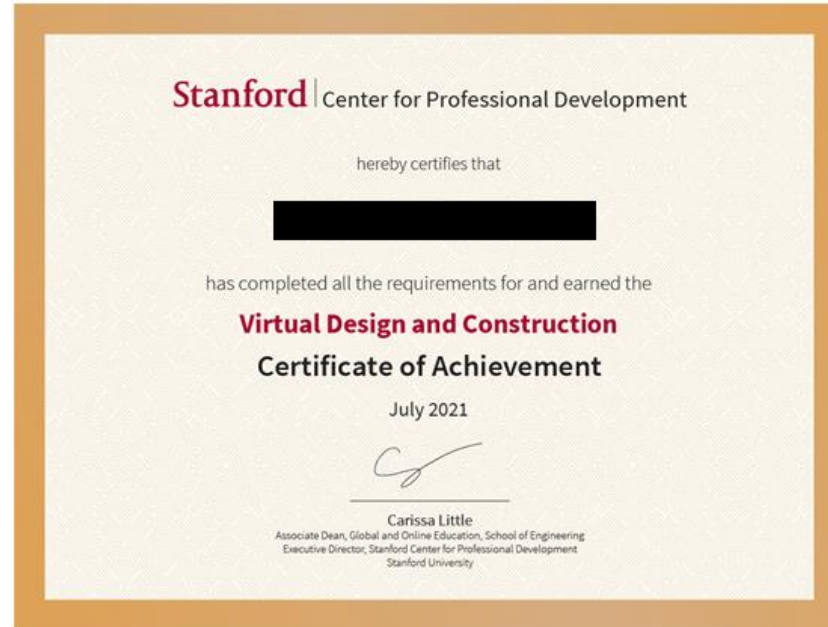 Stanford | Center for Professional Development
hereby certifies that
has completed all the requirements for and earned the
Virtual Design and Construction
Certificate of Achievement
July 2021
Carissa Little
Associate Dean, Global and Online Education, School of Engineering
Executive Director, Stanford Center for Professional Development
Stanford University